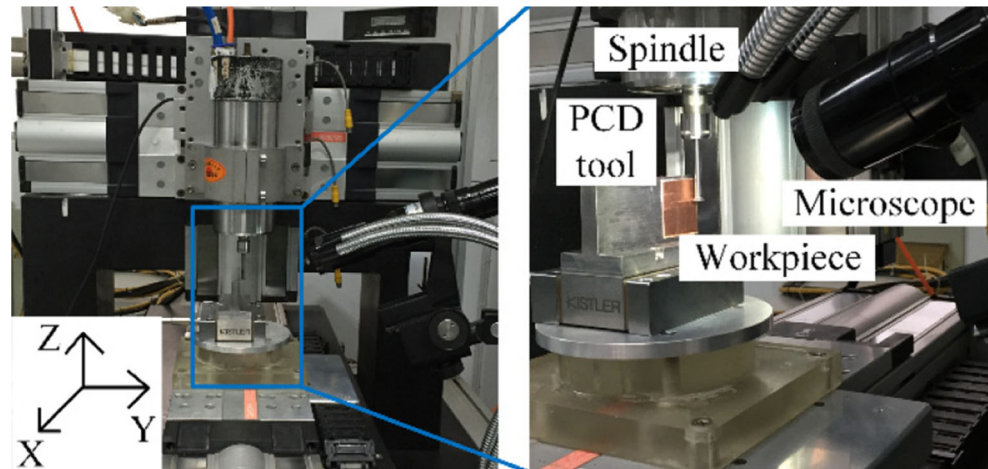 KISTLER
Z
X
Y
Spindle
PCD
tool
Microscope
Workpiece
KISTLER